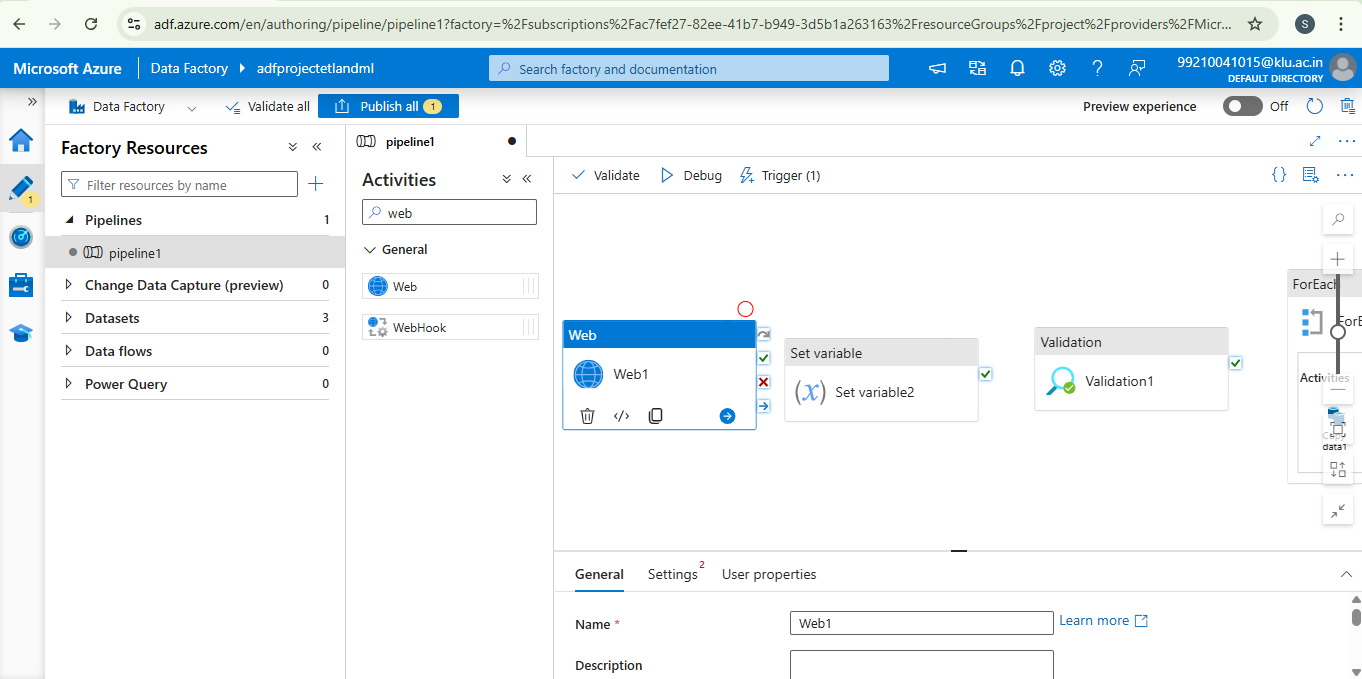 adf.azure.com/en/authoring/pipeline/pipeline1?factory=%2Fsubscriptions%2Fac7fef27-82ee-41b7-b949-3d5b1a263163%2FresourceGroups%2Fproject%2Fproviders%2FMicr...
S
Microsoft Azure
Data Factory
adfprojectetlandml
Search factory and documentation
99210041015@klu.ac.in
DEFAULT DIRECTORY
Data Factory
Validate all
Publish all 1
Preview experience
Off
1
Factory Resources
Filter resources by name
Pipelines 1
pipeline1
Change Data Capture (preview) 0
Datasets 3
Data flows 0
Power Query 0
pipeline1
Activities
web
General
Web
WebHook
Validate
Debug
Trigger (1)
Web
Web1
Set variable
(x) Set variable2
Validation
Validation1
ForEach
Activities
data1
General
Settings 2
User properties
Name *
Web1
Learn more
Description